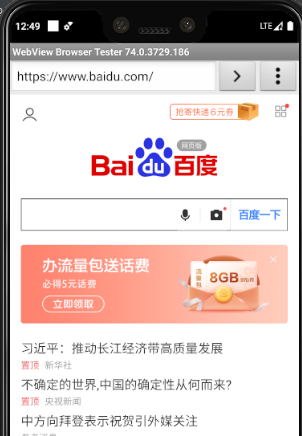 12:49
LTE
WebView Browser Tester 74.0.3729.186
https://www.baidu.com/
抢寄快递6元券
网页版
Bai du 百度
百度一下
办流量包送话费
必得5元话费
立即领取
流量包
8GB
习近平：推动长江经济带高质量发展
置顶 新华社
不确定的世界,中国的确定性从何而来?
置顶 央视新闻
中方向拜登表示祝贺引外媒关注